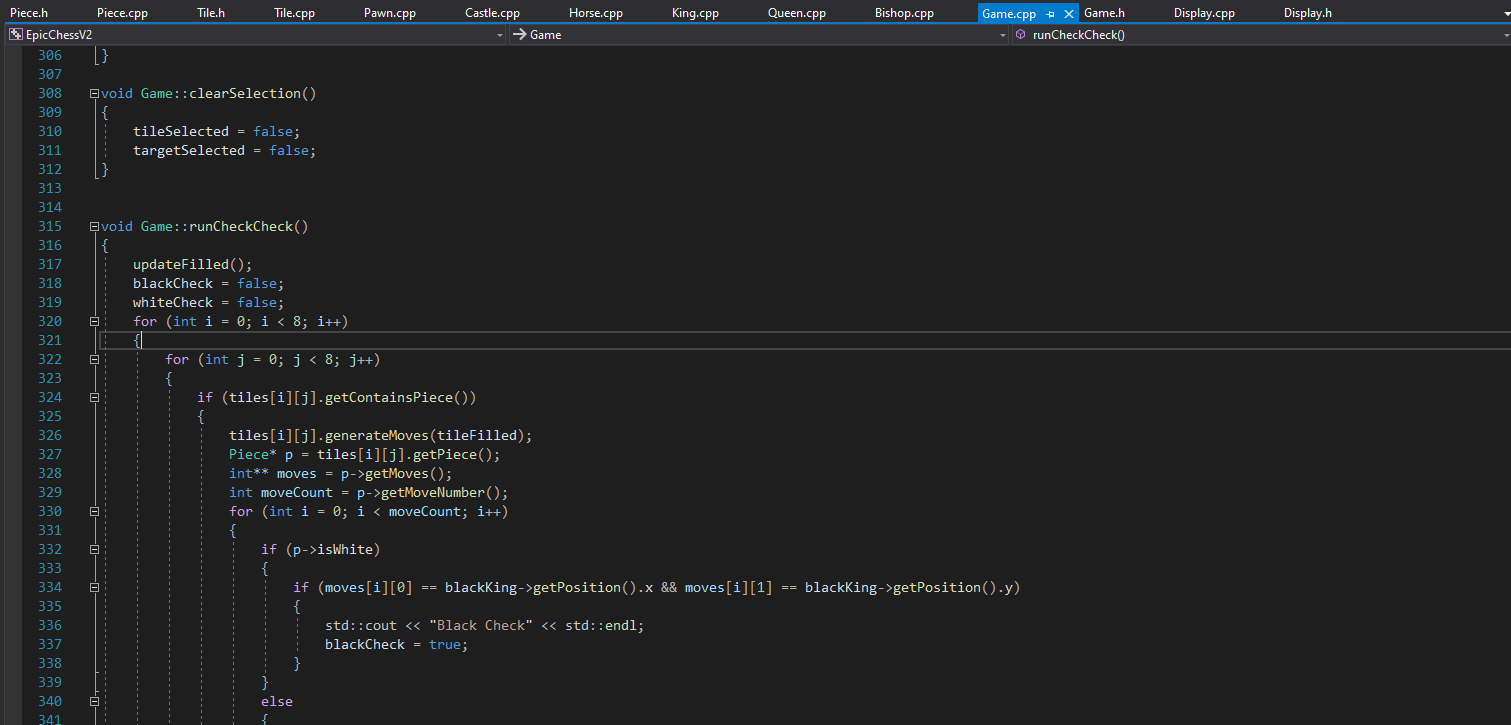 Piece.h Piece.cpp Tile.h Tile.cpp Pawn.cpp Castle.cpp Horse.cpp King.cpp Queen.cpp Bishop.cpp Game.cpp Game.h Display.cpp Display.h
EpicChessV2 Game runCheckCheck()
306 }
307
308 void Game::clearSelection()
309 {
310 tileSelected = false;
311 targetSelected = false;
312 }
313
314
315 void Game::runCheckCheck()
316 {
317 updateFilled();
318 blackCheck = false;
319 whiteCheck = false;
320 for (int i = 0; i < 8; i++)
321 {
322 for (int j = 0; j < 8; j++)
323 {
324 if (tiles[i][j].getContainsPiece())
325 {
326 tiles[i][j].generateMoves(tileFilled);
327 Piece* p = tiles[i][j].getPiece();
328 int** moves = p->getMoves();
329 int moveCount = p->getMoveNumber();
330 for (int i = 0; i < moveCount; i++)
331 {
332 if (p->isWhite)
333 {
334 if (moves[i][0] == blackKing->getPosition().x && moves[i][1] == blackKing->getPosition().y)
335 {
336 std::cout << "Black Check" << std::endl;
337 blackCheck = true;
338 }
339 }
340 else
341 {